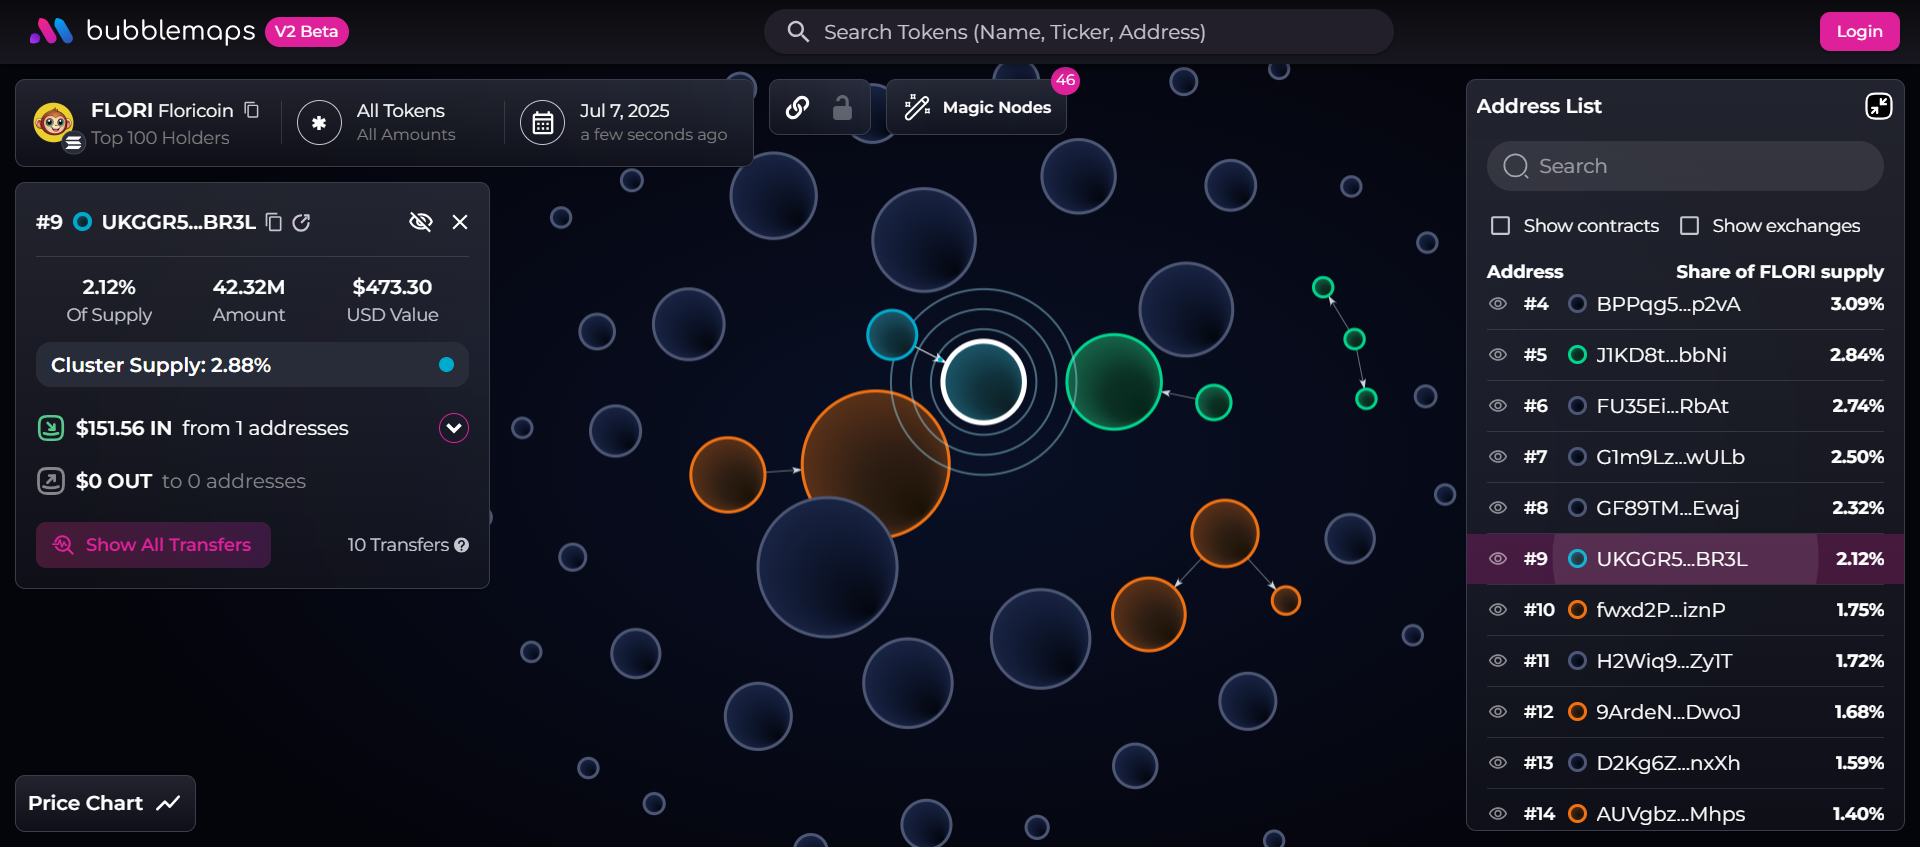 bubblemaps V2 Beta
Search Tokens (Name, Ticker, Address)
Login
FLORI Floricoin
Top 100 Holders
All Tokens
All Amounts
Jul 7, 2025
a few seconds ago
46
Magic Nodes
#9 UKGGR5...BR3L
2.12% 42.32M $473.30
Of Supply Amount USD Value
Cluster Supply: 2.88%
$151.56 IN from 1 addresses
$0 OUT to 0 addresses
Show All Transfers 10 Transfers ?
Price Chart
Address List
Search
Show contracts Show exchanges
Address Share of FLORI supply
#4 BPPqg5...p2vA 3.09%
#5 J1KD8t...bbNi 2.84%
#6 FU35Ei...RbAt 2.74%
#7 G1m9Lz...wULb 2.50%
#8 GF89TM...Ewaj 2.32%
#9 UKGGR5...BR3L 2.12%
#10 fwxd2P...iznP 1.75%
#11 H2Wiq9...Zy1T 1.72%
#12 9ArdeN...DwoJ 1.68%
#13 D2Kg6Z...nxXh 1.59%
#14 AUVgbz...Mhps 1.40%